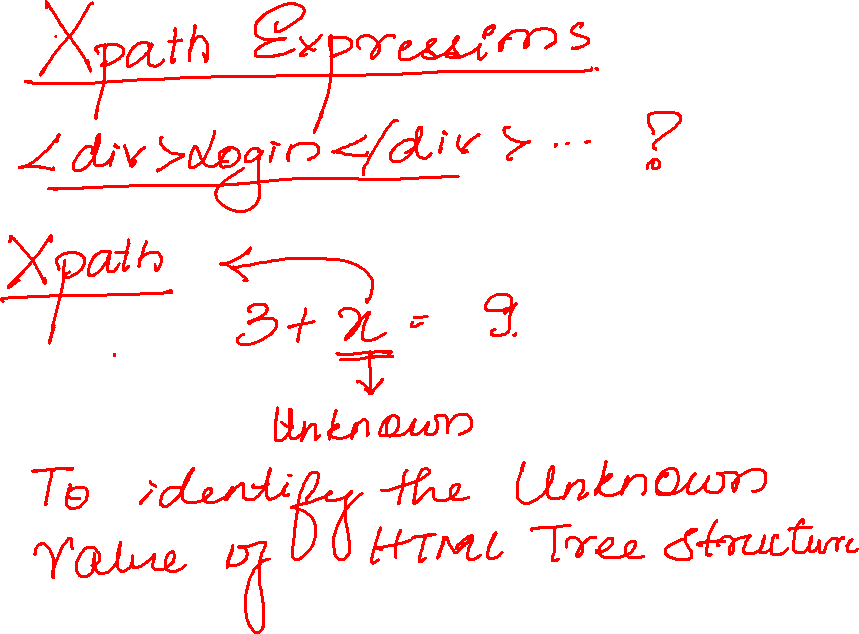 Xpath Expressions
<div>Login</div> ... ?
Xpath
3 + x = 9
Unknown
To identify the Unknown
Value of HTML Tree Structure